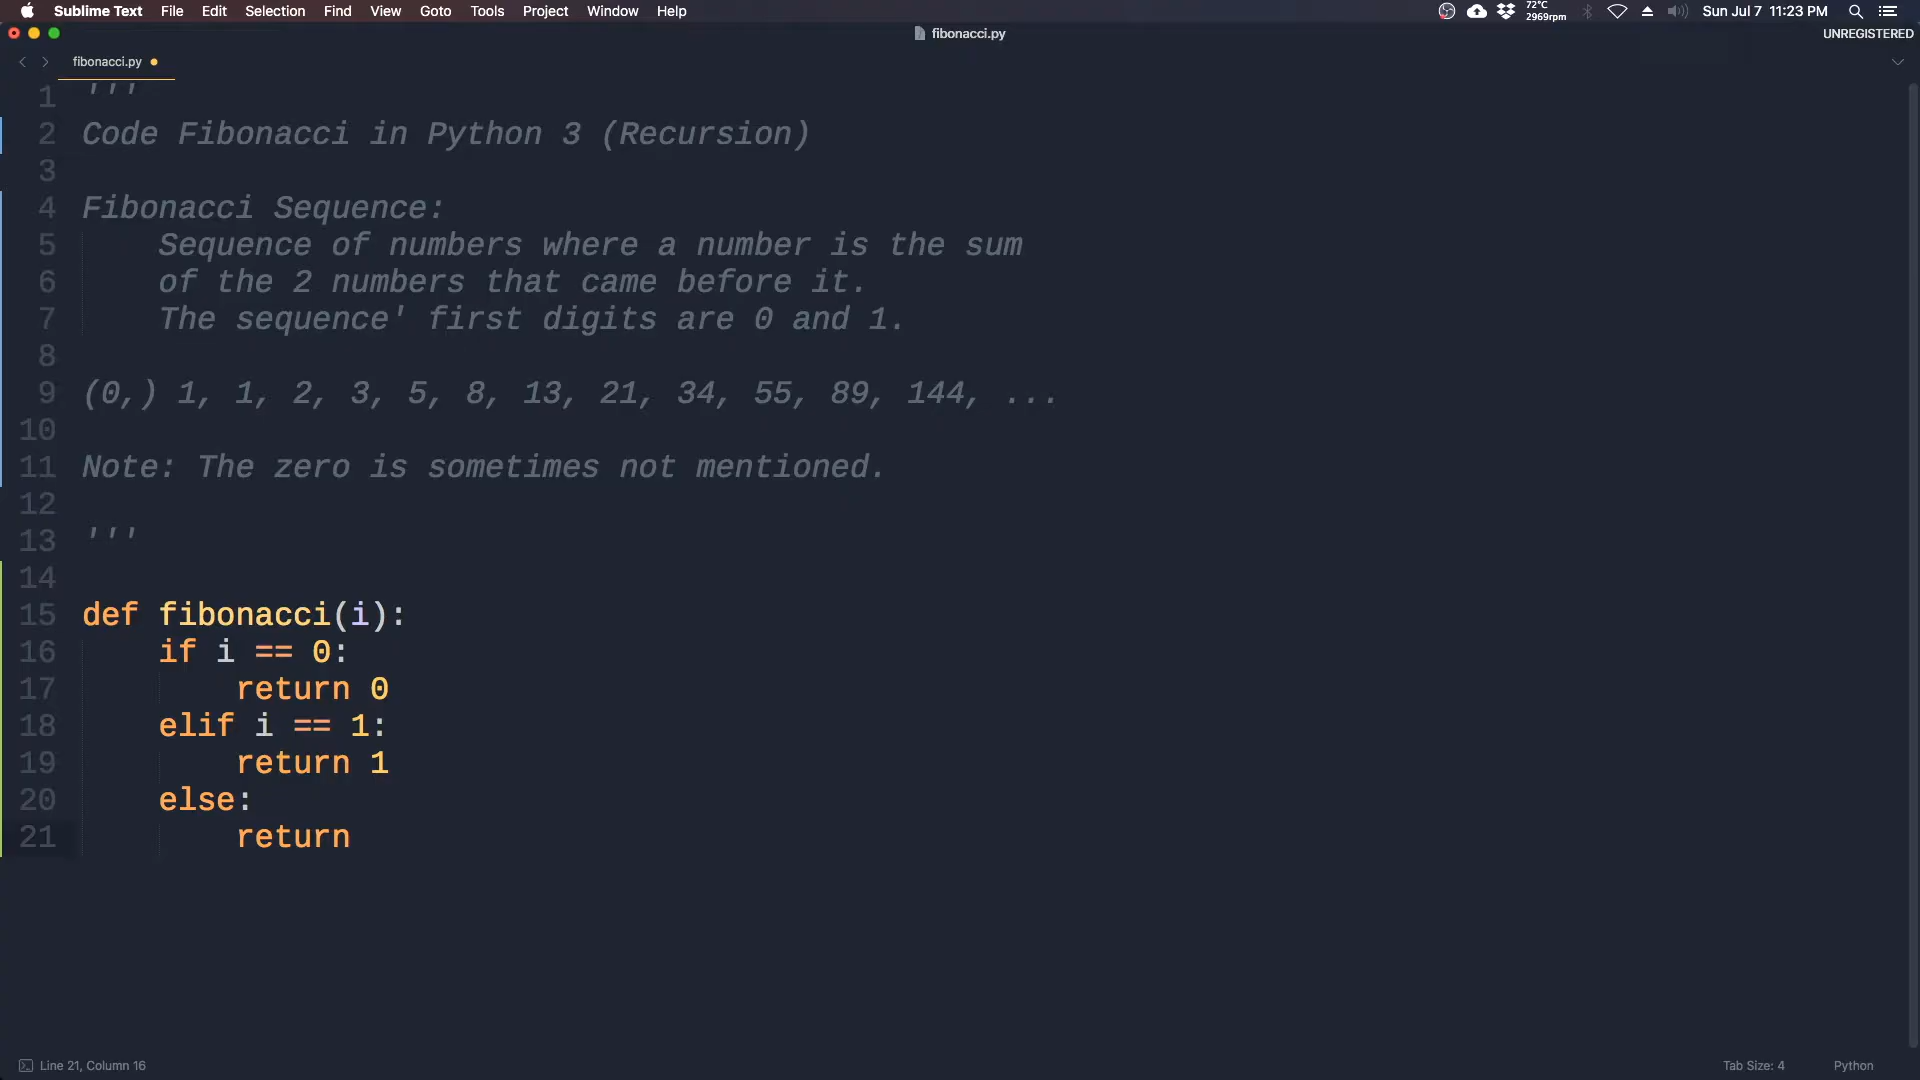 Sublime Text File Edit Selection Find View Goto Tools Project Window Help 72°C 2969rpm Sun Jul 7 11:23 PM
fibonacci.py UNREGISTERED
fibonacci.py
1 '''
2 Code Fibonacci in Python 3 (Recursion)
3
4 Fibonacci Sequence:
5 Sequence of numbers where a number is the sum
6 of the 2 numbers that came before it.
7 The sequence' first digits are 0 and 1.
8
9 (0,) 1, 1, 2, 3, 5, 8, 13, 21, 34, 55, 89, 144, ...
10
11 Note: The zero is sometimes not mentioned.
12
13 '''
14
15 def fibonacci(i):
16 if i == 0:
17 return 0
18 elif i == 1:
19 return 1
20 else:
21 return
Line 21, Column 16 Tab Size: 4 Python